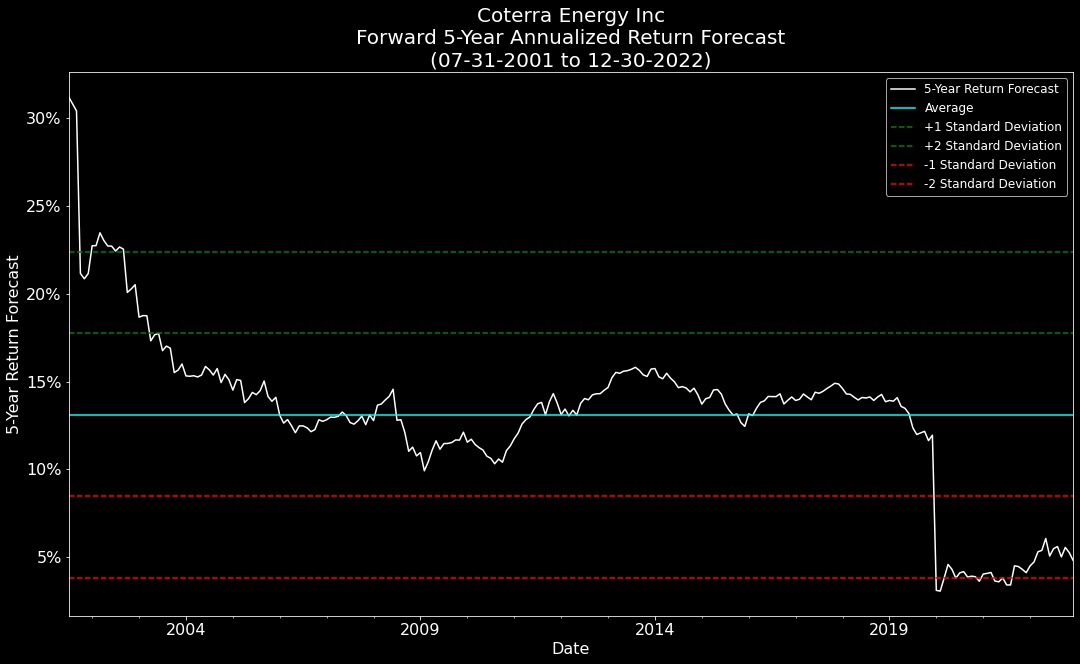 Coterra Energy Inc
Forward 5-Year Annualized Return Forecast
(07-31-2001 to 12-30-2022)
5-Year Return Forecast
Average
+1 Standard Deviation
+2 Standard Deviation
-1 Standard Deviation
-2 Standard Deviation
30%
25%
20%
15%
10%
5%
5-Year Return Forecast
2004
2009
2014
2019
Date